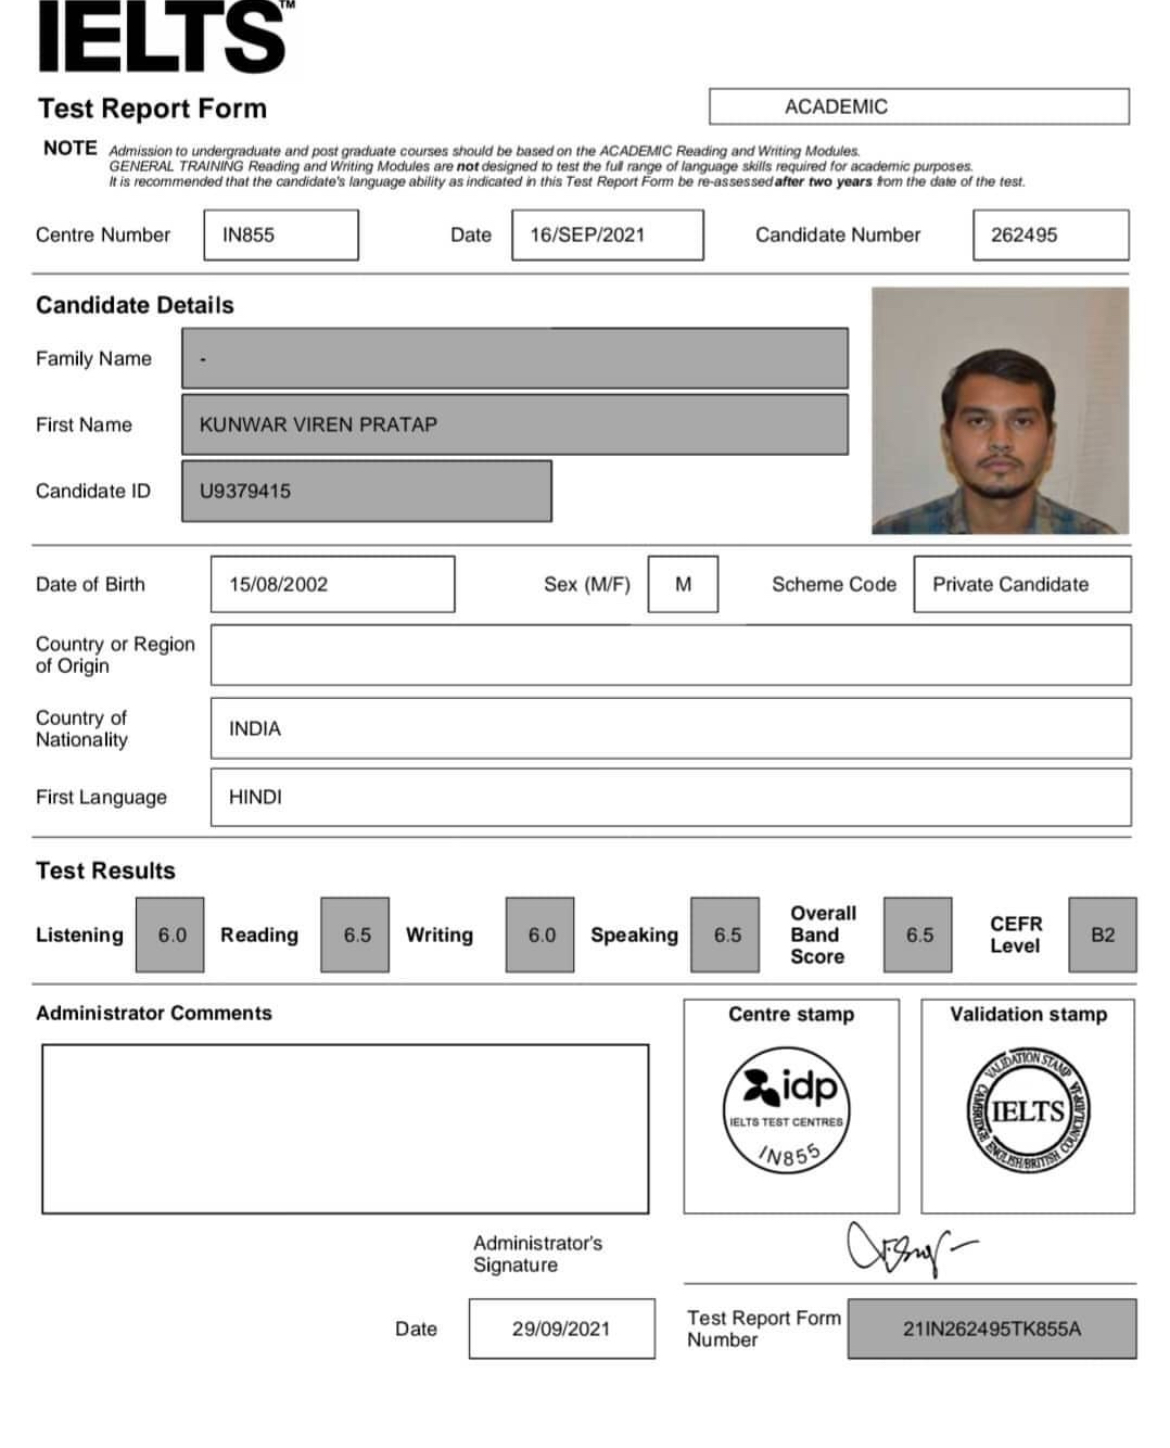 IELTS™
Test Report Form
ACADEMIC
NOTE Admission to undergraduate and post graduate courses should be based on the ACADEMIC Reading and Writing Modules.
GENERAL TRAINING Reading and Writing Modules are not designed to test the full range of language skills required for academic purposes.
It is recommended that the candidate's language ability as indicated in this Test Report Form be re-assessed after two years from the date of the test.
Centre Number IN855 Date 16/SEP/2021 Candidate Number 262495
Candidate Details
Family Name -
First Name KUNWAR VIREN PRATAP
Candidate ID U9379415
Date of Birth 15/08/2002 Sex (M/F) M Scheme Code Private Candidate
Country or Region
of Origin
Country of
Nationality INDIA
First Language HINDI
Test Results
Listening 6.0 Reading 6.5 Writing 6.0 Speaking 6.5 Overall Band Score 6.5 CEFR Level B2
Administrator Comments
Centre stamp
idp
IELTS TEST CENTRES
IN855
Validation stamp
VALIDATION STAMP
IELTS
CAMBRIDGE ENGLISH/BRITISH COUNCIL/IDP:IA
Administrator's
Signature
Date 29/09/2021
Test Report Form
Number 21IN262495TK855A